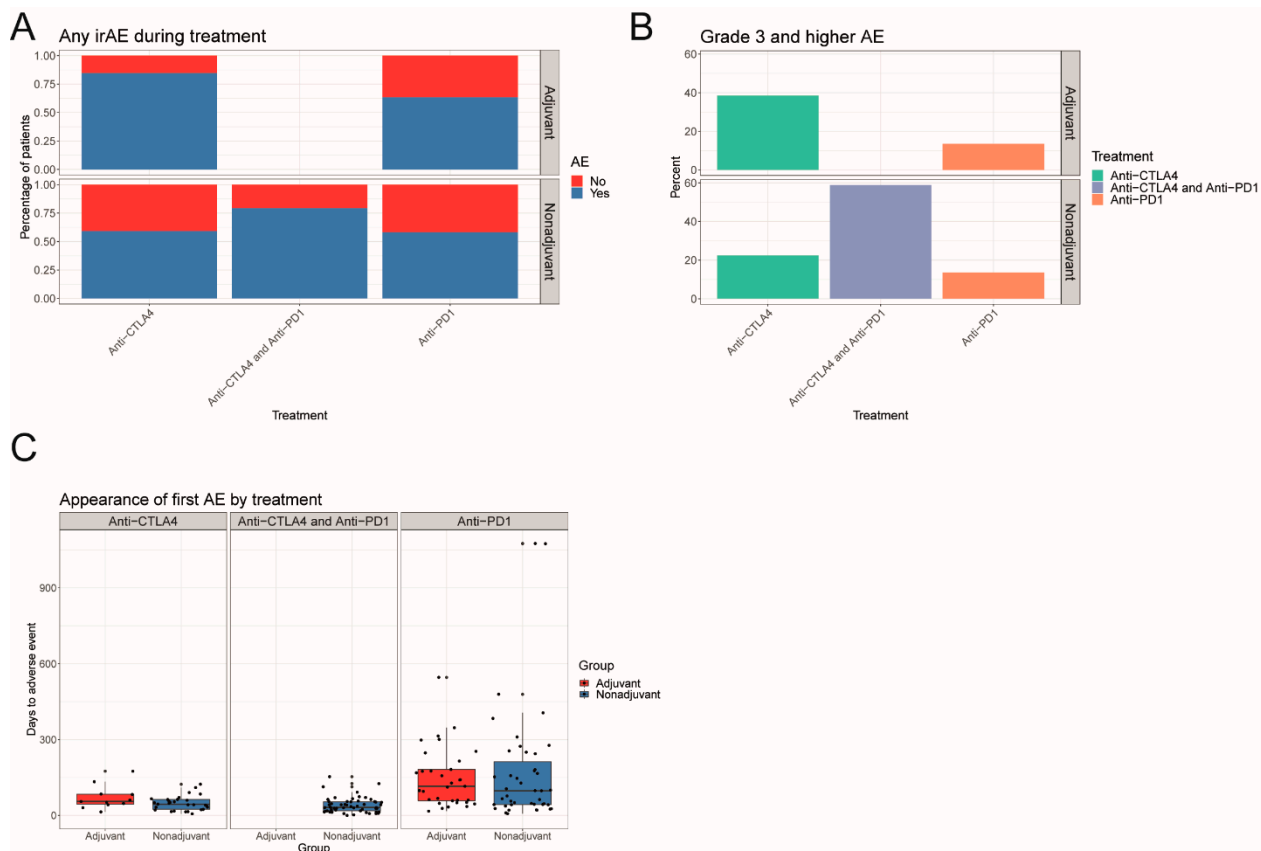 A
Any irAE during treatment
Percentage of patients
1.00
0.75
0.50
0.25
0.00
Adjuvant
1.00
0.75
0.50
0.25
0.00
Nonadjuvant
Anti−CTLA4
Anti−CTLA4 and Anti−PD1
Anti−PD1
Treatment
AE
No
Yes
B
Grade 3 and higher AE
Percent
60
40
20
0
Adjuvant
60
40
20
0
Nonadjuvant
Anti−CTLA4
Anti−CTLA4 and Anti−PD1
Anti−PD1
Treatment
Treatment
Anti−CTLA4
Anti−CTLA4 and Anti−PD1
Anti−PD1
C
Appearance of first AE by treatment
Anti−CTLA4
Anti−CTLA4 and Anti−PD1
Anti−PD1
Days to adverse event
900
600
300
0
Adjuvant
Nonadjuvant
Adjuvant
Nonadjuvant
Adjuvant
Nonadjuvant
Group
Group
Adjuvant
Nonadjuvant